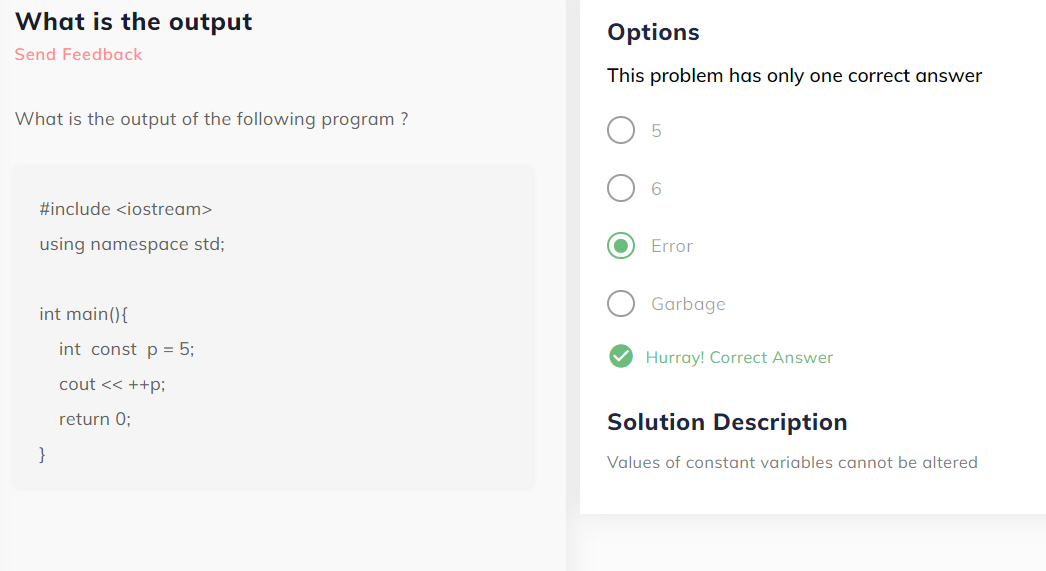 What is the output
Send Feedback
What is the output of the following program ?
#include <iostream>
using namespace std;
int main(){
int  const  p = 5;
cout << ++p;
return 0;
}
Options
This problem has only one correct answer
5
6
Error
Garbage
Hurray! Correct Answer
Solution Description
Values of constant variables cannot be altered